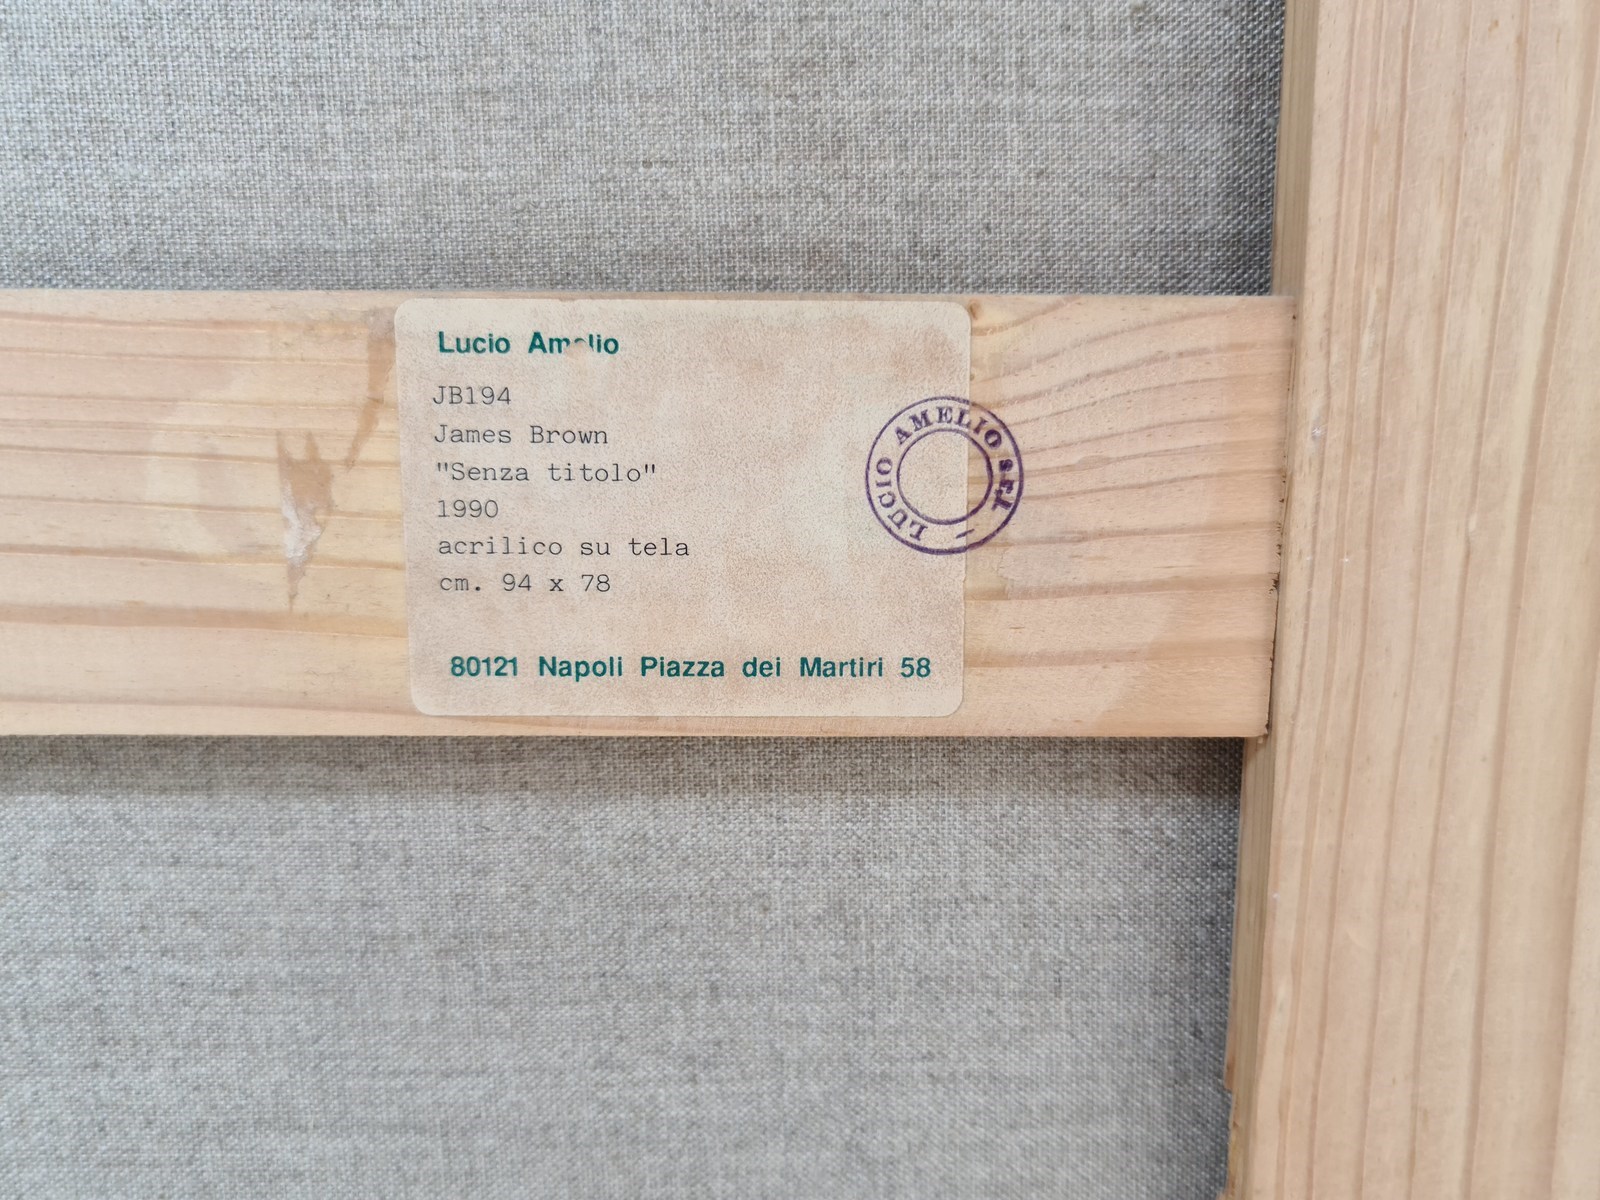 Lucio Amelio
JB194
James Brown
"Senza titolo"
1990
acrilico su tela
cm. 94 x 78
80121 Napoli Piazza dei Martiri 58
LUCIO AMELIO s.r.l.